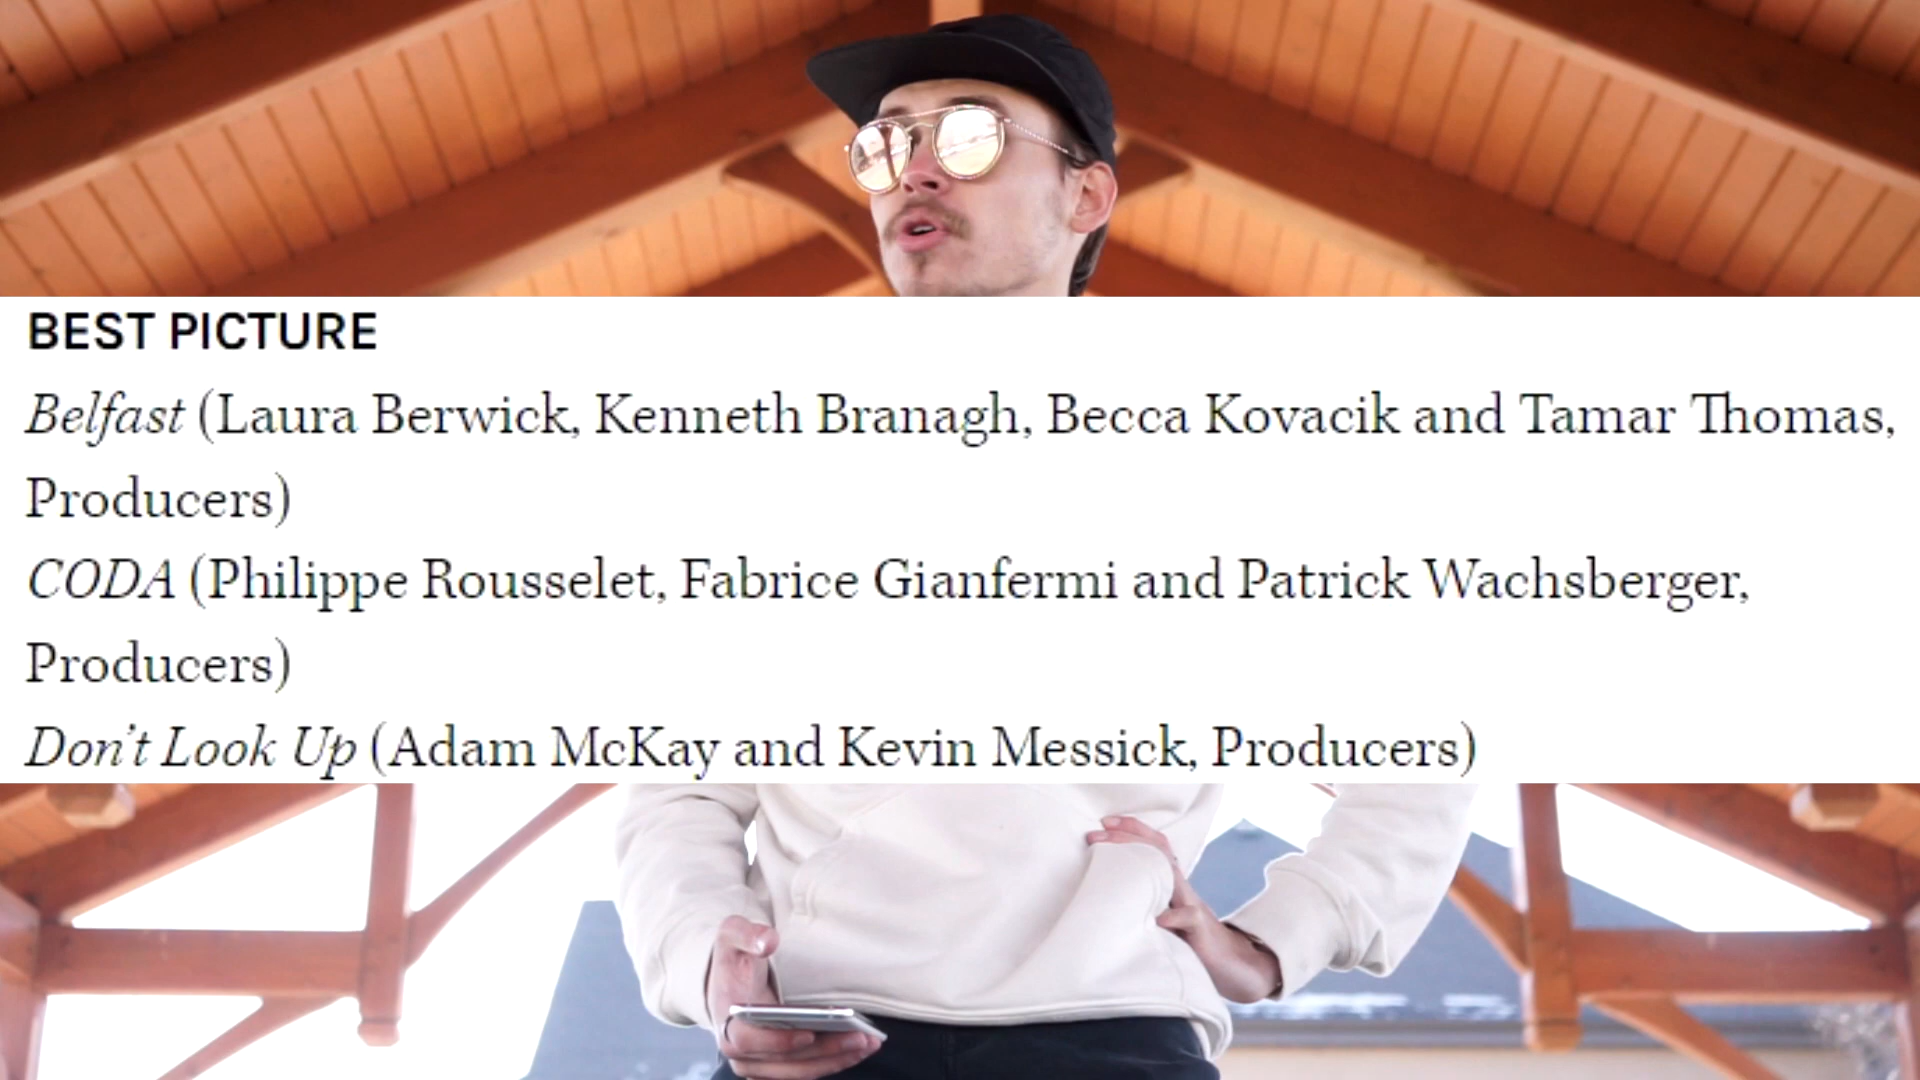 BEST PICTURE
Belfast (Laura Berwick, Kenneth Branagh, Becca Kovacik and Tamar Thomas,
Producers)
CODA (Philippe Rousselet, Fabrice Gianfermi and Patrick Wachsberger,
Producers)
Don’t Look Up (Adam McKay and Kevin Messick, Producers)